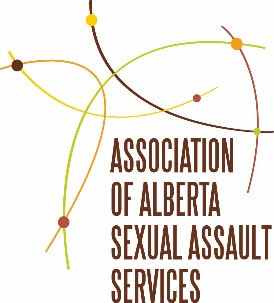 ASSOCIATION
OF ALBERTA
SEXUAL ASSAULT
SERVICES